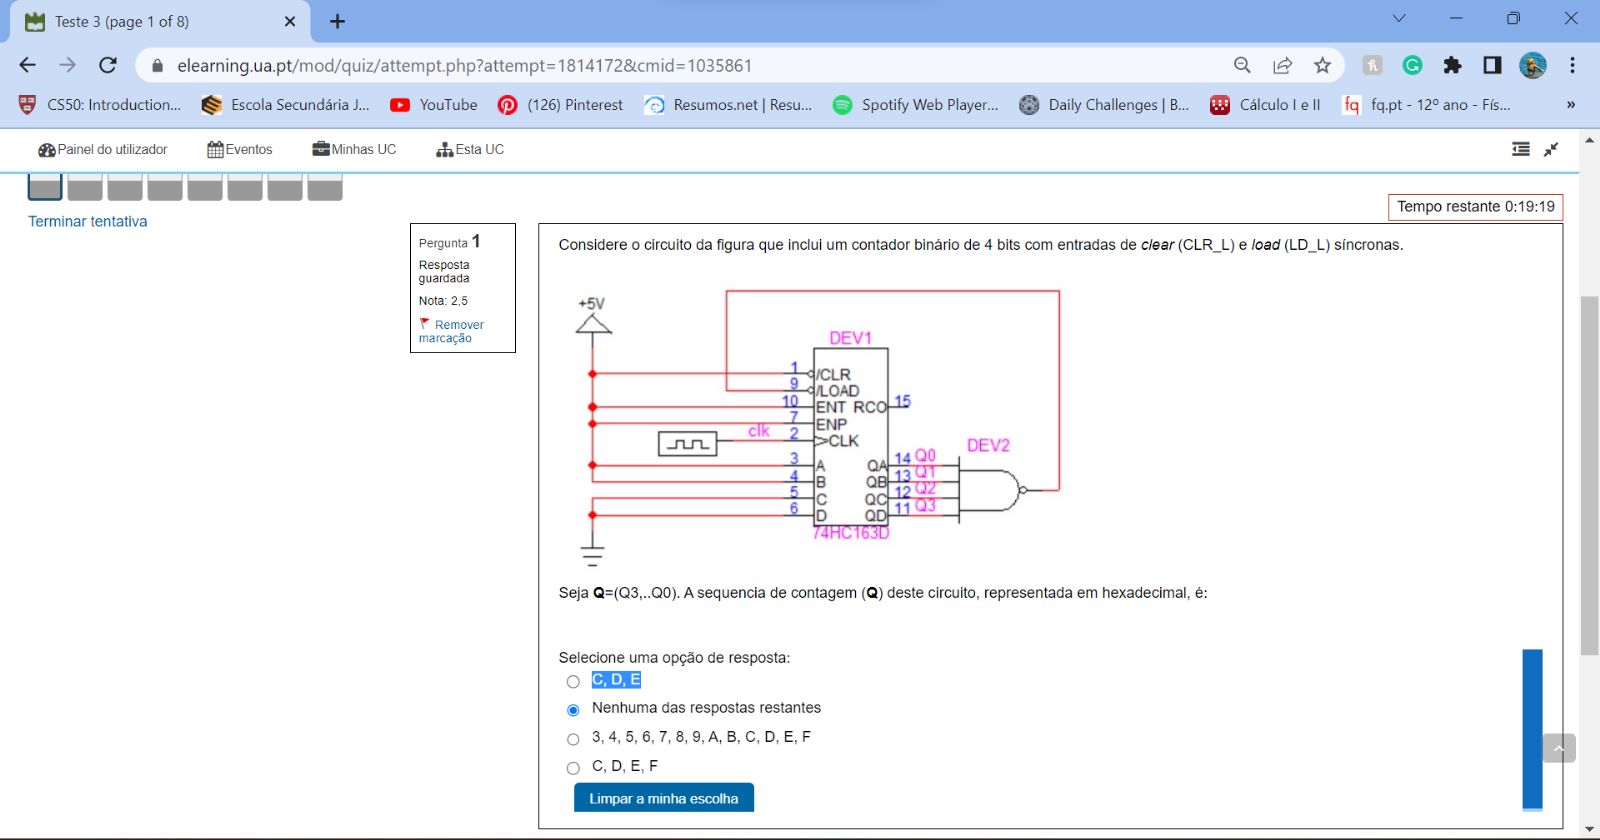 Teste 3 (page 1 of 8)
elearning.ua.pt/mod/quiz/attempt.php?attempt=1814172&cmid=1035861
CS50: Introduction...
Escola Secundária J...
YouTube
(126) Pinterest
Resumos.net | Resu...
Spotify Web Player...
Daily Challenges | B...
Cálculo I e II
fq fq.pt - 12º ano - Fís...
»
Painel do utilizador
Eventos
Minhas UC
Esta UC
Tempo restante 0:19:19
Terminar tentativa
Pergunta 1
Resposta
guardada
Nota: 2,5
Remover
marcação
Considere o circuito da figura que inclui um contador binário de 4 bits com entradas de clear (CLR_L) e load (LD_L) síncronas.
+5V
DEV1
1 /CLR
9 /LOAD
10 ENT RCO 15
7 ENP
clk 2 >CLK
DEV2
3 A QA 14 Q0
4 B QB 13 Q1
5 C QC 12 Q2
6 D QD 11 Q3
74HC163D
Seja Q=(Q3,..Q0). A sequencia de contagem (Q) deste circuito, representada em hexadecimal, é:
Selecione uma opção de resposta:
C, D, E
Nenhuma das respostas restantes
3, 4, 5, 6, 7, 8, 9, A, B, C, D, E, F
C, D, E, F
Limpar a minha escolha